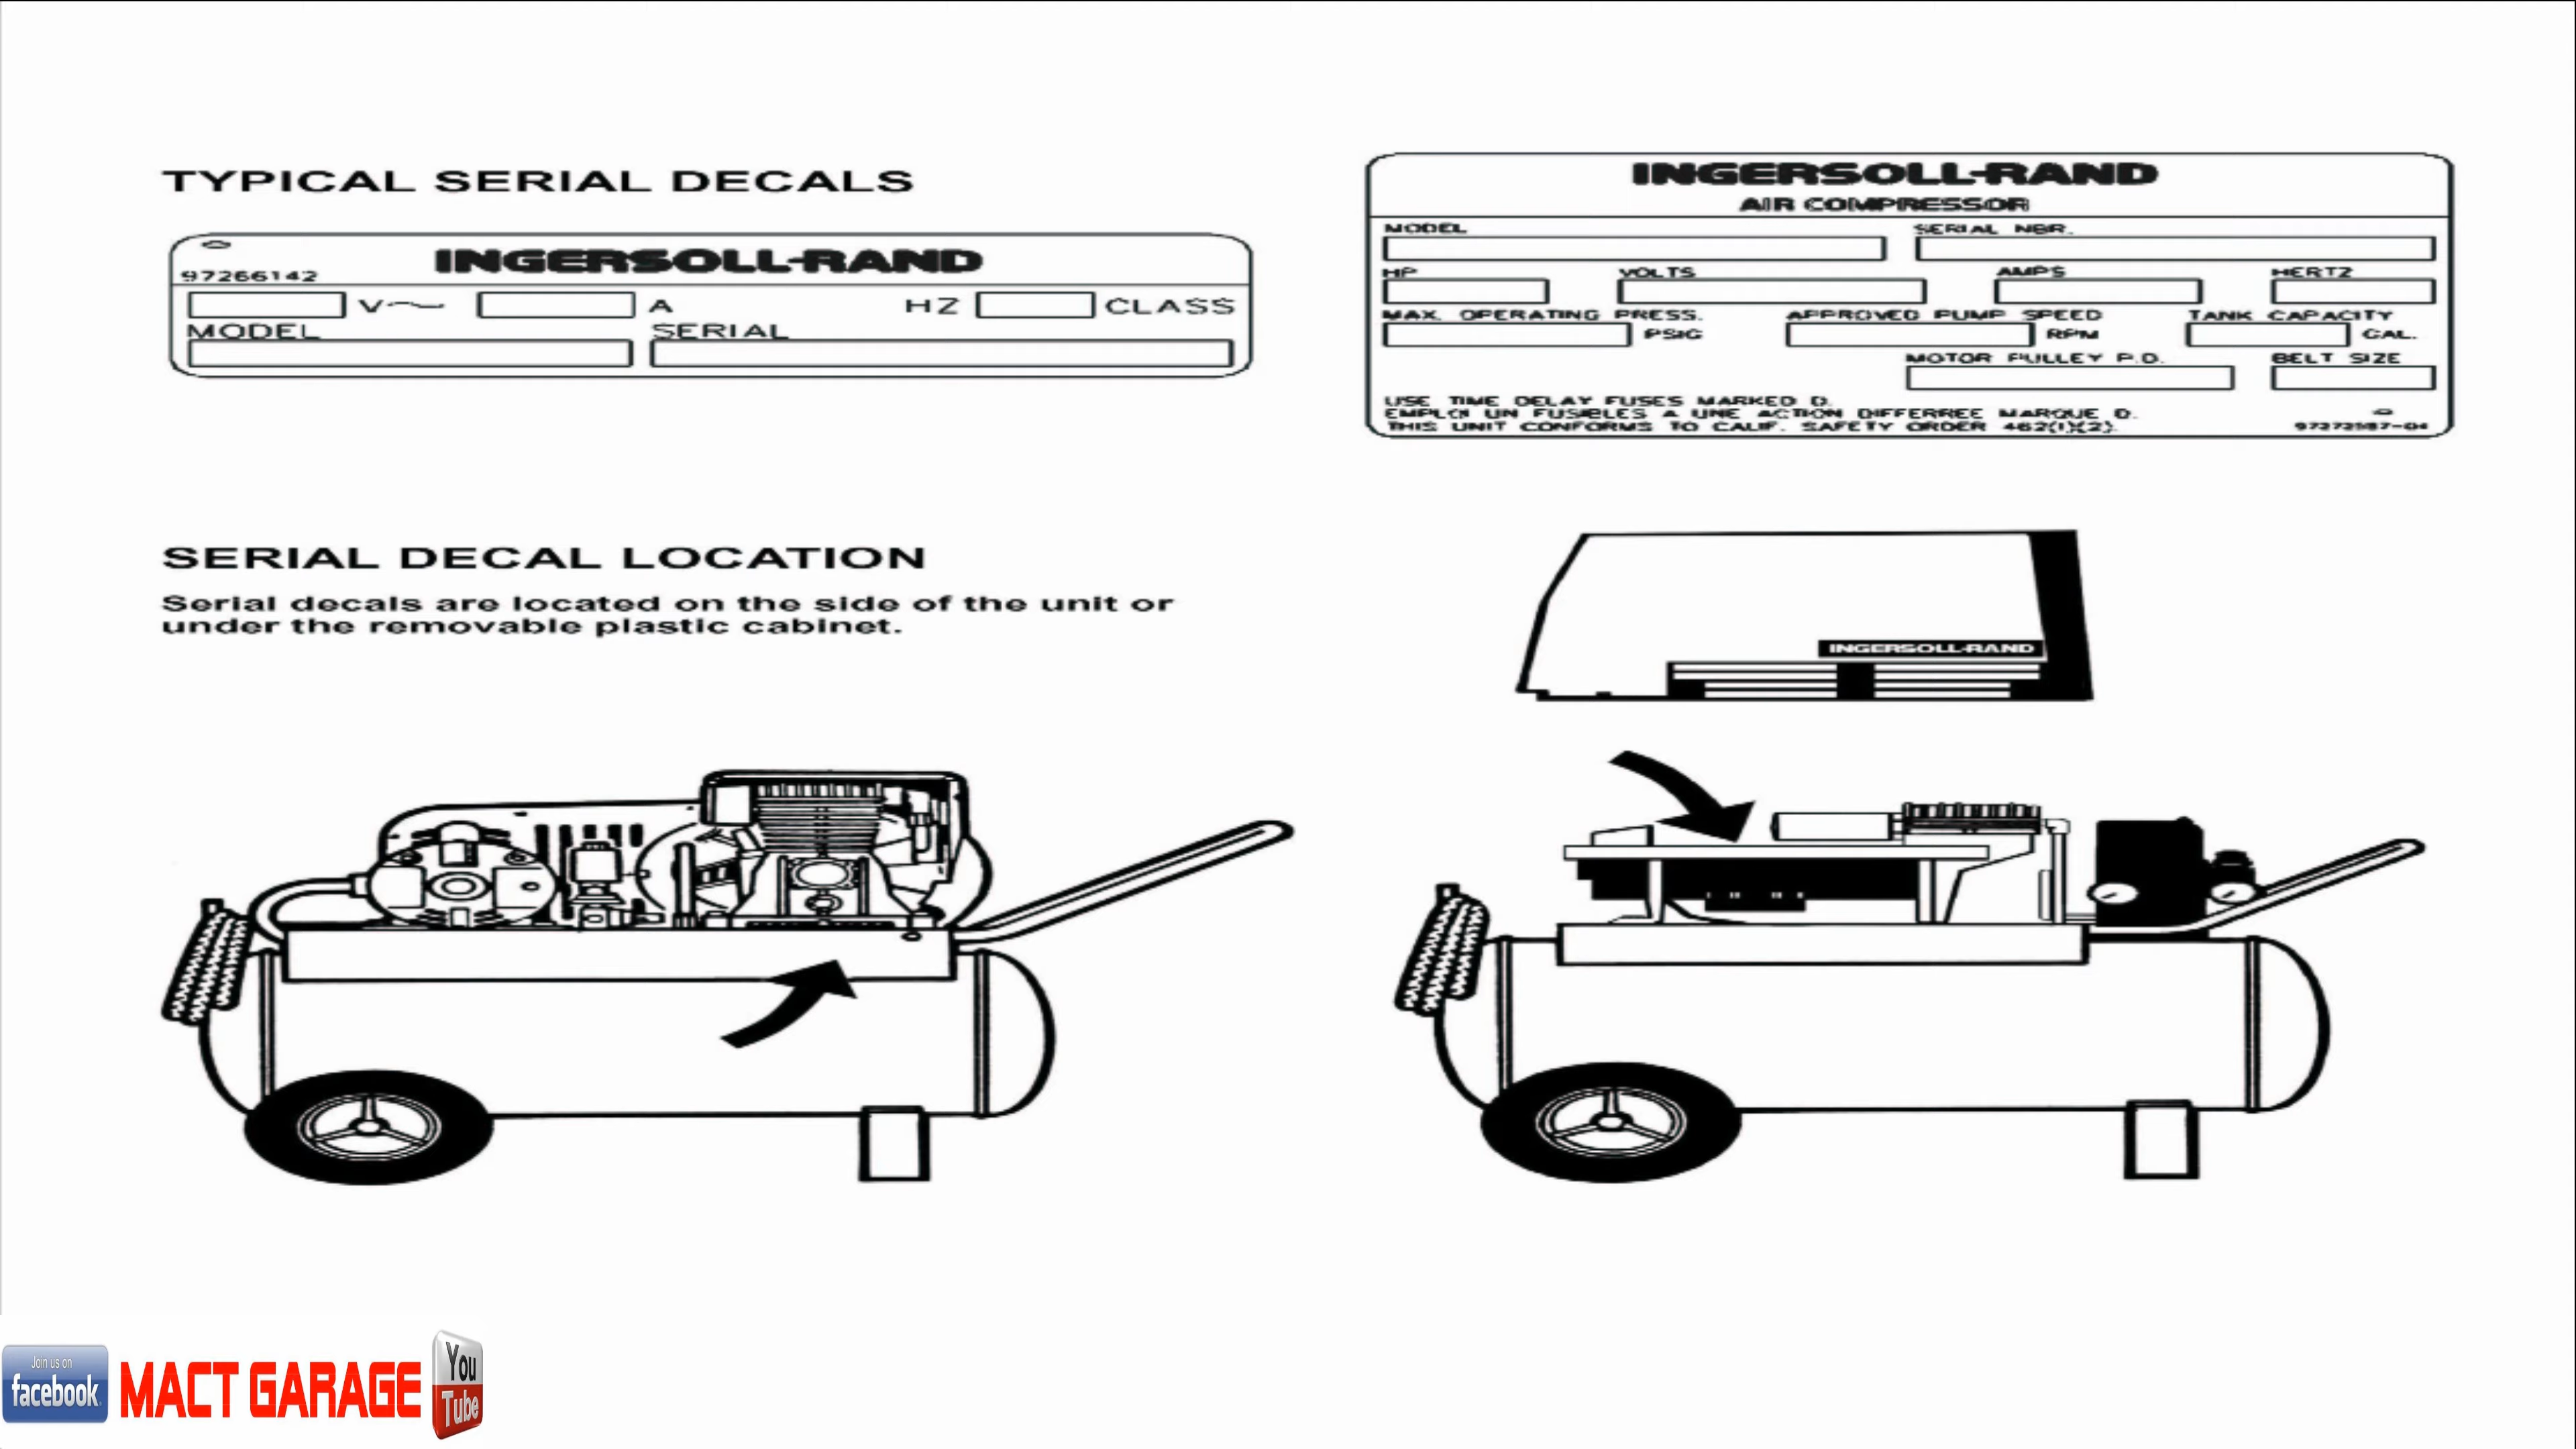 TYPICAL SERIAL DECALS
INGERSOLL-RAND
97266142
V A HZ CLASS
MODEL SERIAL
INGERSOLL-RAND
AIR COMPRESSOR
MODEL SERIAL NBR.
HP VOLTS AMPS HERTZ
MAX. OPERATING PRESS. APPROVED PUMP SPEED TANK CAPACITY
PSIG RPM GAL.
MOTOR PULLEY P.D. BELT SIZE
USE TIME DELAY FUSES MARKED D.
EMPLOI UN FUSIBLES A UNE ACTION DIFFERREE MARQUE D.
THIS UNIT CONFORMS TO CALIF. SAFETY ORDER 462(I)(2).
SERIAL DECAL LOCATION
Serial decals are located on the side of the unit or
under the removable plastic cabinet.
INGERSOLL-RAND
Join us on
facebook
MACT GARAGE
You
Tube